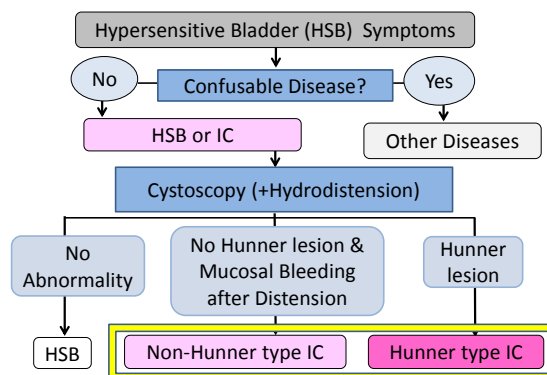 Hypersensitive Bladder (HSB) Symptoms
No
Confusable Disease?
Yes
HSB or IC
Other Diseases
Cystoscopy (+Hydrodistension)
No
Abnormality
No Hunner lesion &
Mucosal Bleeding
after Distension
Hunner
lesion
HSB
Non-Hunner type IC
Hunner type IC